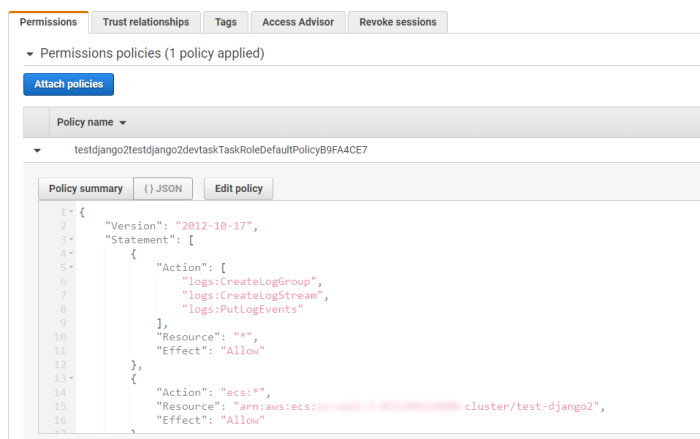 Permissions
Trust relationships
Tags
Access Advisor
Revoke sessions
Permissions policies (1 policy applied)
Attach policies
Policy name
testdjango2testdjango2devtaskTaskRoleDefaultPolicyB9FA4CE7
Policy summary
{ } JSON
Edit policy
1 {
2 "Version": "2012-10-17",
3 "Statement": [
4 {
5 "Action": [
6 "logs:CreateLogGroup",
7 "logs:CreateLogStream",
8 "logs:PutLogEvents"
9 ],
10 "Resource": "*",
11 "Effect": "Allow"
12 },
13 {
14 "Action": "ecs:*",
15 "Resource": "arn:aws:ecs: cluster/test-django2",
16 "Effect": "Allow"
17 }